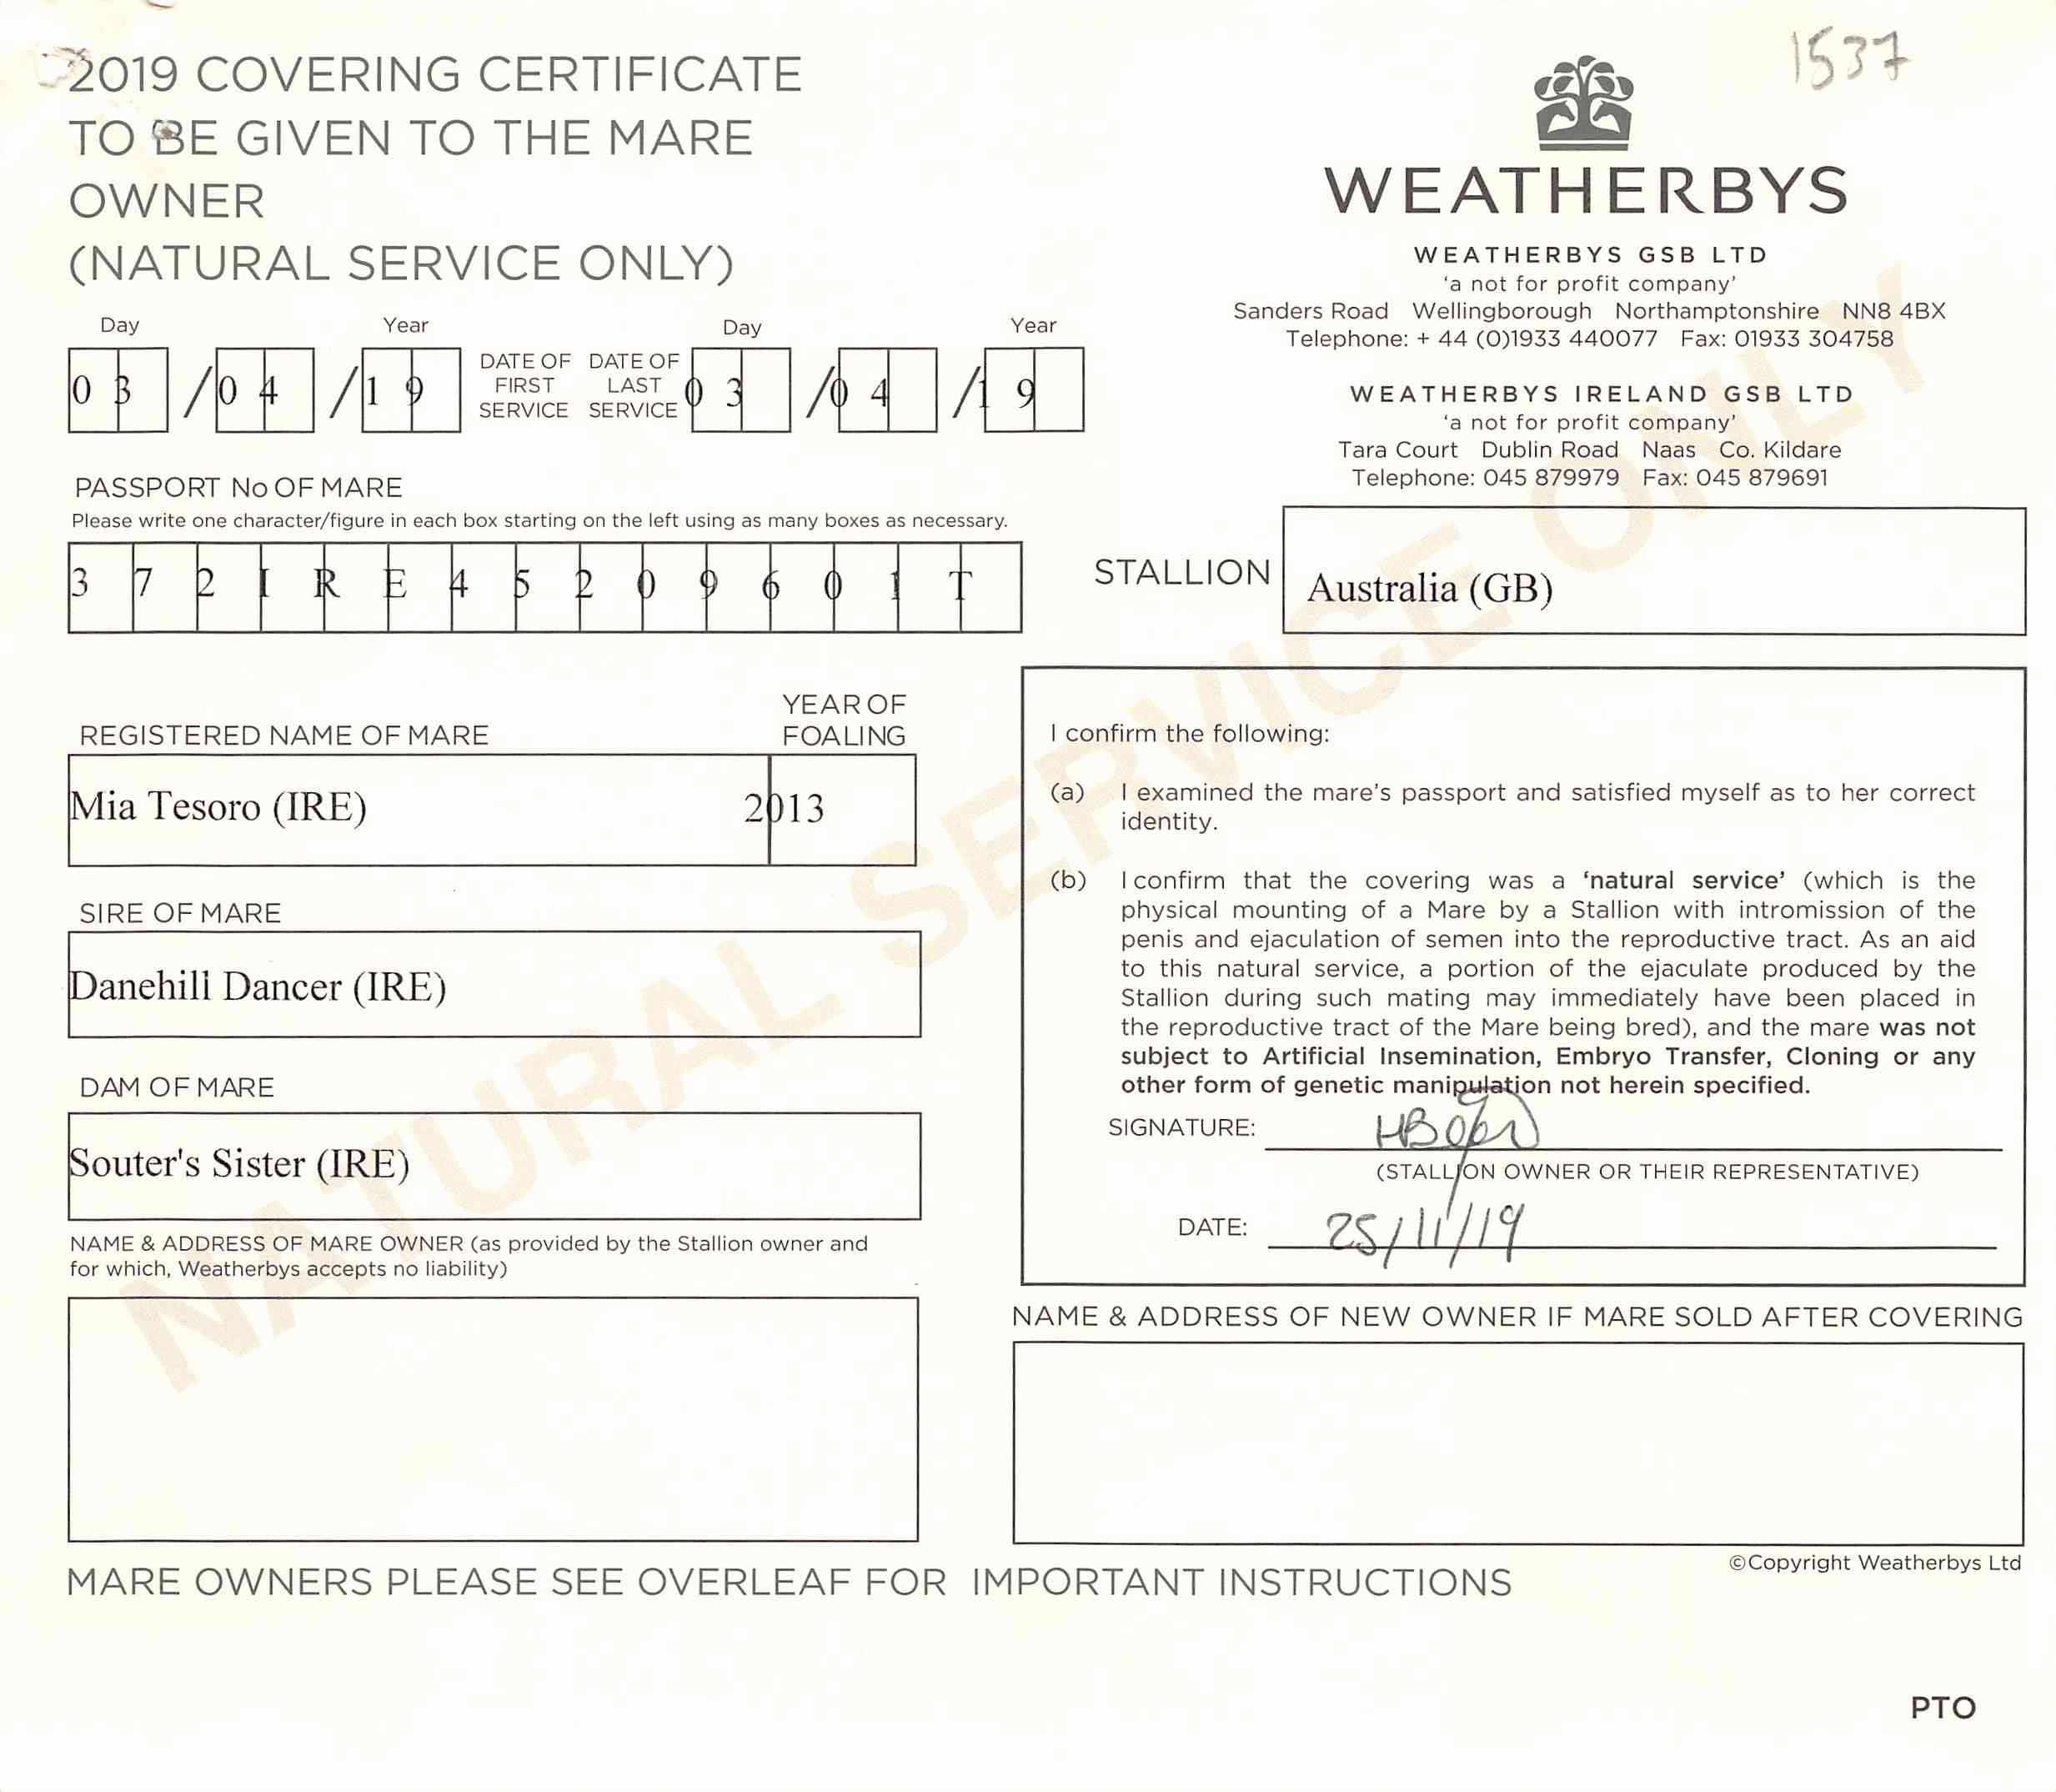 1537
2019 COVERING CERTIFICATE
TO BE GIVEN TO THE MARE
OWNER
(NATURAL SERVICE ONLY)
WEATHERBYS
WEATHERBYS GSB LTD
'a not for profit company'
Sanders Road Wellingborough Northamptonshire NN8 4BX
Telephone: + 44 (0)1933 440077 Fax: 01933 304758
WEATHERBYS IRELAND GSB LTD
'a not for profit company'
Tara Court Dublin Road Naas Co. Kildare
Telephone: 045 879979 Fax: 045 879691
Day Year
03/04/19
DATE OF FIRST SERVICE
DATE OF LAST SERVICE
Day Year
03/04/19
PASSPORT No OF MARE
Please write one character/figure in each box starting on the left using as many boxes as necessary.
372IRE45209601T
STALLION
Australia (GB)
REGISTERED NAME OF MARE
YEAR OF FOALING
Mia Tesoro (IRE) 2013
SIRE OF MARE
Danehill Dancer (IRE)
DAM OF MARE
Souter's Sister (IRE)
NAME & ADDRESS OF MARE OWNER (as provided by the Stallion owner and
for which, Weatherbys accepts no liability)
I confirm the following:
(a) I examined the mare's passport and satisfied myself as to her correct
identity.
(b) I confirm that the covering was a 'natural service' (which is the
physical mounting of a Mare by a Stallion with intromission of the
penis and ejaculation of semen into the reproductive tract. As an aid
to this natural service, a portion of the ejaculate produced by the
Stallion during such mating may immediately have been placed in
the reproductive tract of the Mare being bred), and the mare was not
subject to Artificial Insemination, Embryo Transfer, Cloning or any
other form of genetic manipulation not herein specified.
SIGNATURE:
(STALLION OWNER OR THEIR REPRESENTATIVE)
DATE: 25/11/19
NAME & ADDRESS OF NEW OWNER IF MARE SOLD AFTER COVERING
©Copyright Weatherbys Ltd
MARE OWNERS PLEASE SEE OVERLEAF FOR IMPORTANT INSTRUCTIONS
PTO
NATURAL SERVICE ONLY